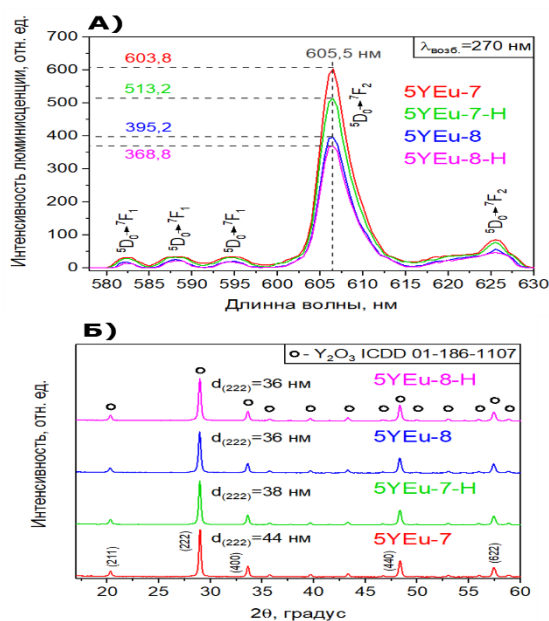 А)
λвозб.=270 нм
603,8
605,5 нм
513,2
395,2
368,8
5YEu-7
5YEu-7-H
5YEu-8
5YEu-8-H
⁵D₀→⁷F₁
⁵D₀→⁷F₁
⁵D₀→⁷F₁
⁵D₀→⁷F₂
⁵D₀→⁷F₂
Интенсивность люминисценции, отн. ед.
700
600
500
400
300
200
100
0
580 585 590 595 600 605 610 615 620 625 630
Длинна волны, нм
Б)
o - Y₂O₃ ICDD 01-186-1107
d(222)=36 нм
5YEu-8-H
d(222)=36 нм
5YEu-8
d(222)=38 нм
5YEu-7-H
d(222)=44 нм
5YEu-7
(211)
(222)
(400)
(440)
(622)
Интенсивность, отн. ед.
20 25 30 35 40 45 50 55 60
2θ, градус